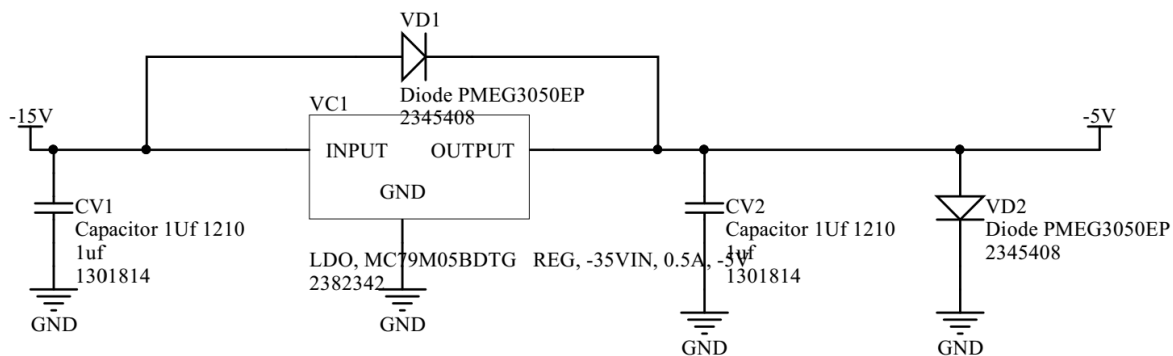 VD1
Diode PMEG3050EP
2345408
-15V
VC1
-5V
INPUT OUTPUT
GND
CV1
Capacitor 1Uf 1210
1uf
1301814
LDO, MC79M05BDTG REG, -35VIN, 0.5A, -5V
2382342
CV2
Capacitor 1Uf 1210
1uf
1301814
VD2
Diode PMEG3050EP
2345408
GND
GND
GND
GND